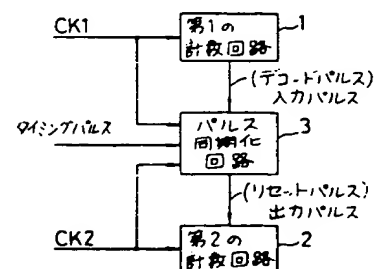 CK1
第1の
計数回路
1
(デコードパルス)
入力パルス
タイミングパルス
パルス
同期化
回路
3
(リセットパルス)
出力パルス
CK2
第2の
計数回路
2